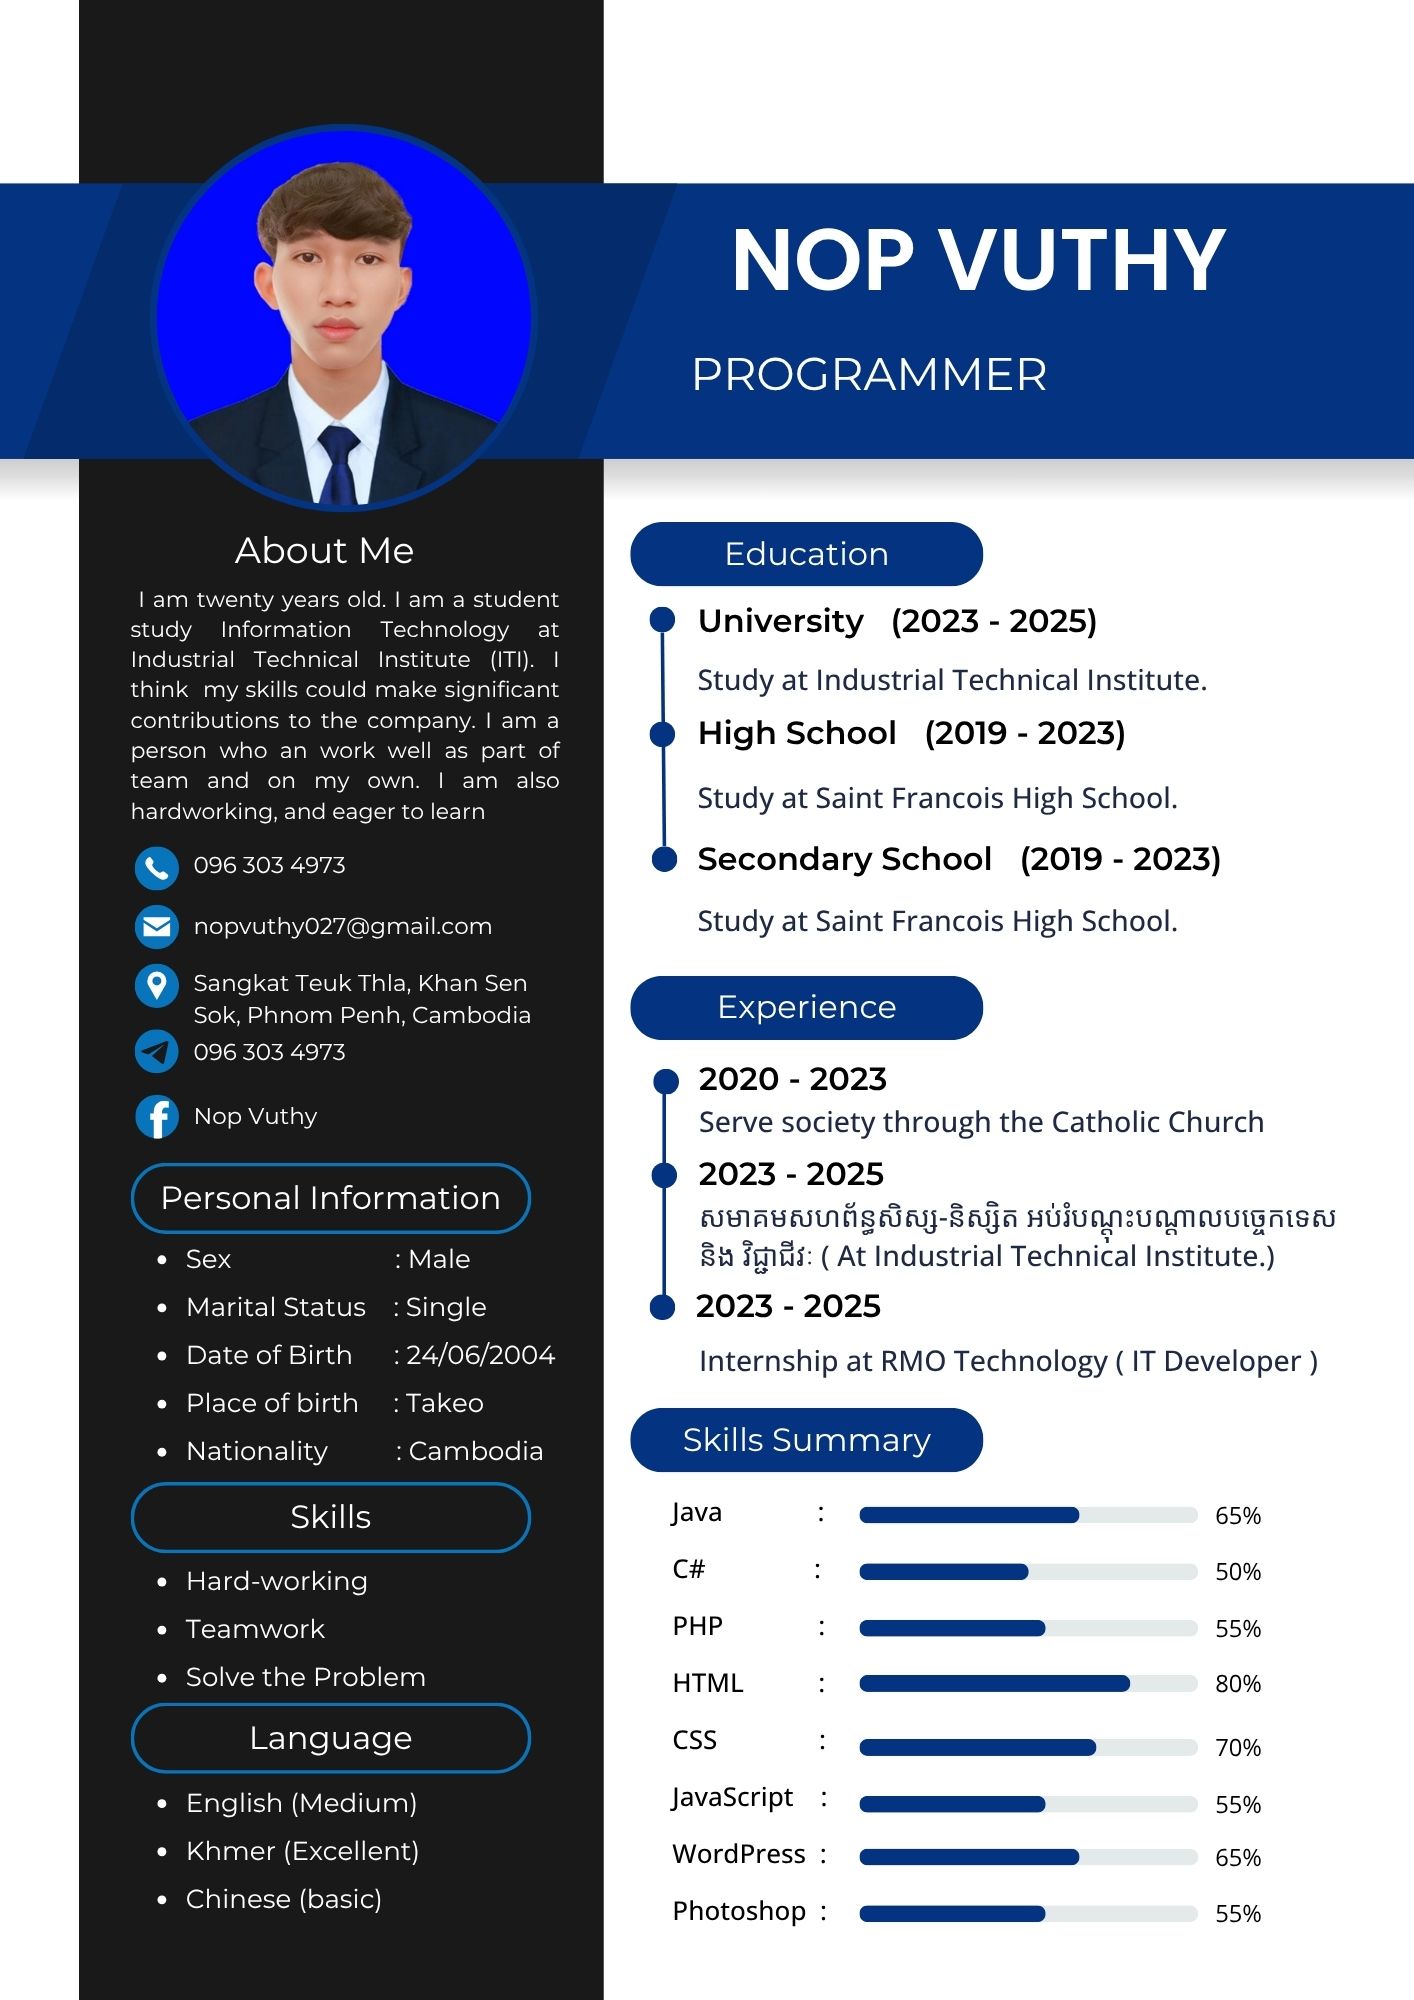 NOP VUTHY
PROGRAMMER
About Me
I am twenty years old. I am a student
study Information Technology at
Industrial Technical Institute (ITI). I
think my skills could make significant
contributions to the company. I am a
person who an work well as part of
team and on my own. I am also
hardworking, and eager to learn
096 303 4973
nopvuthy027@gmail.com
Sangkat Teuk Thla, Khan Sen
Sok, Phnom Penh, Cambodia
096 303 4973
Nop Vuthy
Personal Information
• Sex : Male
• Marital Status : Single
• Date of Birth : 24/06/2004
• Place of birth : Takeo
• Nationality : Cambodia
Skills
• Hard-working
• Teamwork
• Solve the Problem
Language
• English (Medium)
• Khmer (Excellent)
• Chinese (basic)
Education
University (2023 - 2025)
Study at Industrial Technical Institute.
High School (2019 - 2023)
Study at Saint Francois High School.
Secondary School (2019 - 2023)
Study at Saint Francois High School.
Experience
2020 - 2023
Serve society through the Catholic Church
2023 - 2025
សមាគមសហព័ន្ធសិស្ស-និស្សិត អប់រំបណ្តុះបណ្តាលបច្ចេកទេស
និង វិជ្ជាជីវៈ ( At Industrial Technical Institute.)
2023 - 2025
Internship at RMO Technology ( IT Developer )
Skills Summary
Java : 65%
C# : 50%
PHP : 55%
HTML : 80%
CSS : 70%
JavaScript : 55%
WordPress : 65%
Photoshop : 55%